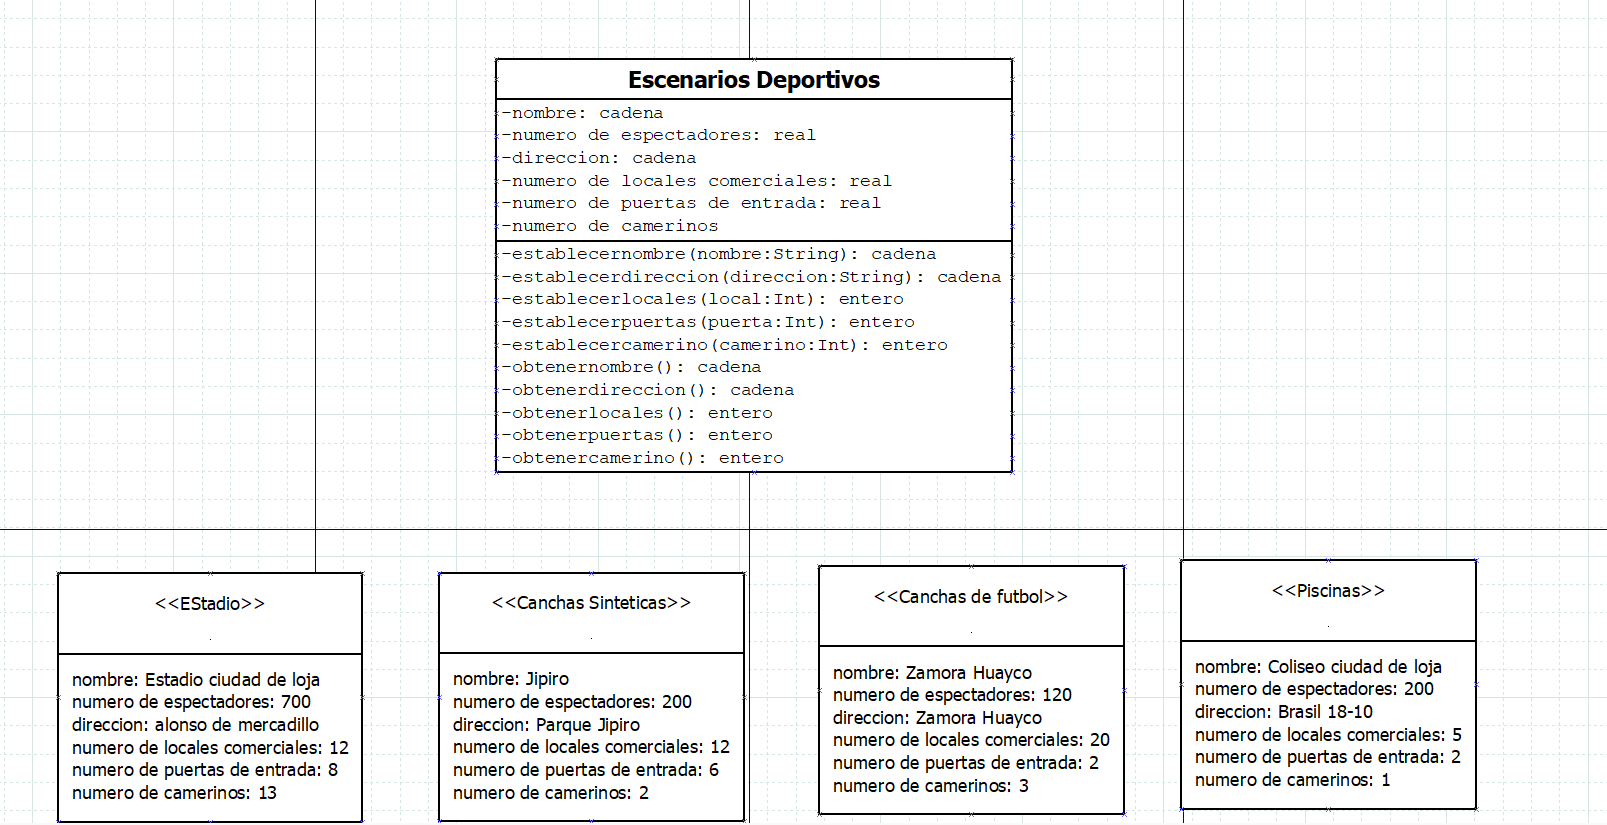 Escenarios Deportivos
-nombre: cadena
-numero de espectadores: real
-direccion: cadena
-numero de locales comerciales: real
-numero de puertas de entrada: real
-numero de camerinos
-establecernombre(nombre:String): cadena
-establecerdireccion(direccion:String): cadena
-establecerlocales(local:Int): entero
-establecerpuertas(puerta:Int): entero
-establecercamerino(camerino:Int): entero
-obtenernombre(): cadena
-obtenerdireccion(): cadena
-obtenerlocales(): entero
-obtenerpuertas(): entero
-obtenercamerino(): entero
<<EStadio>>
.
nombre: Estadio ciudad de loja
numero de espectadores: 700
direccion: alonso de mercadillo
numero de locales comerciales: 12
numero de puertas de entrada: 8
numero de camerinos: 13
<<Canchas Sinteticas>>
.
nombre: Jipiro
numero de espectadores: 200
direccion: Parque Jipiro
numero de locales comerciales: 12
numero de puertas de entrada: 6
numero de camerinos: 2
<<Canchas de futbol>>
.
nombre: Zamora Huayco
numero de espectadores: 120
direccion: Zamora Huayco
numero de locales comerciales: 20
numero de puertas de entrada: 2
numero de camerinos: 3
<<Piscinas>>
.
nombre: Coliseo ciudad de loja
numero de espectadores: 200
direccion: Brasil 18-10
numero de locales comerciales: 5
numero de puertas de entrada: 2
numero de camerinos: 1